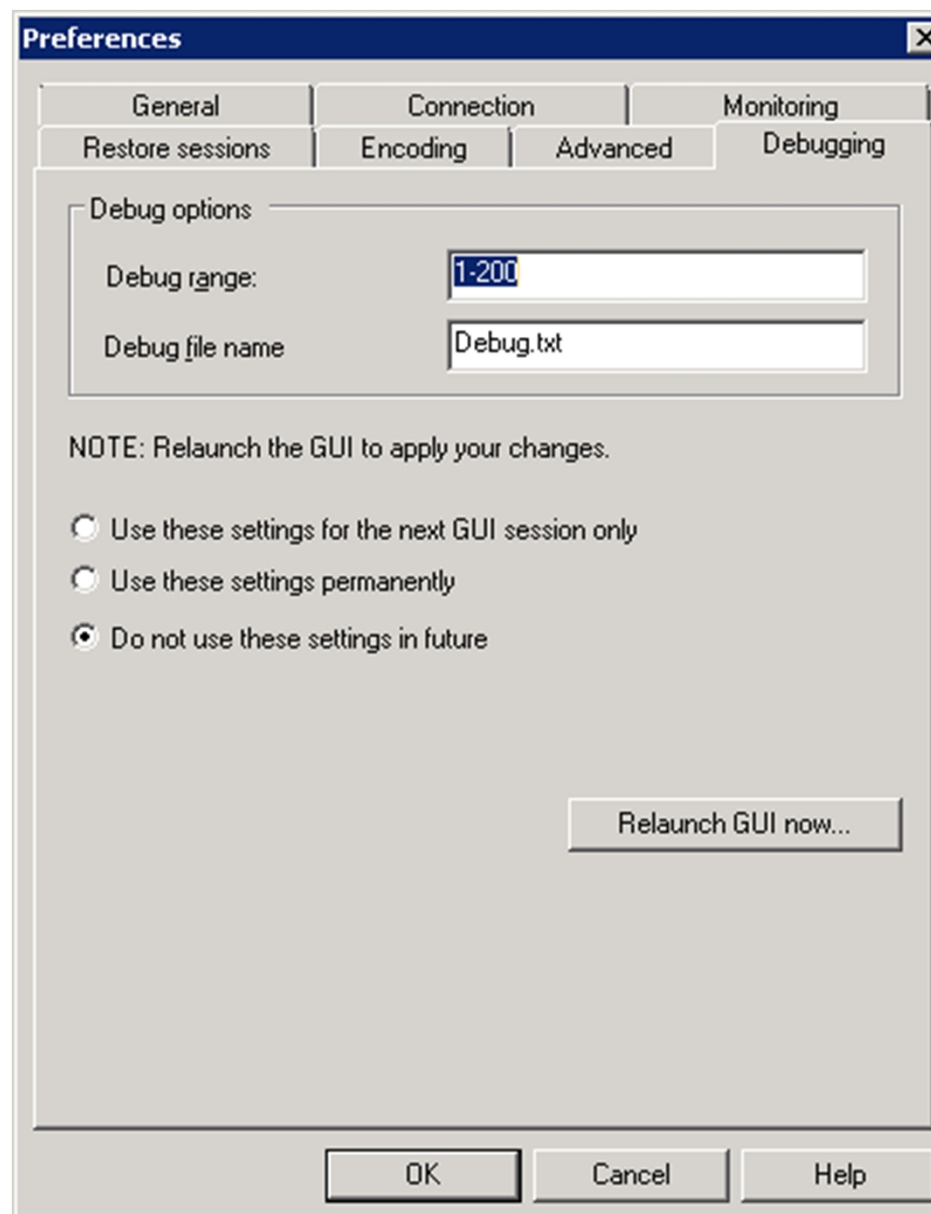 Preferences
General Connection Monitoring
Restore sessions Encoding Advanced Debugging
Debug options
Debug range: 1-200
Debug file name Debug.txt
NOTE: Relaunch the GUI to apply your changes.
Use these settings for the next GUI session only
Use these settings permanently
Do not use these settings in future
Relaunch GUI now...
OK Cancel Help